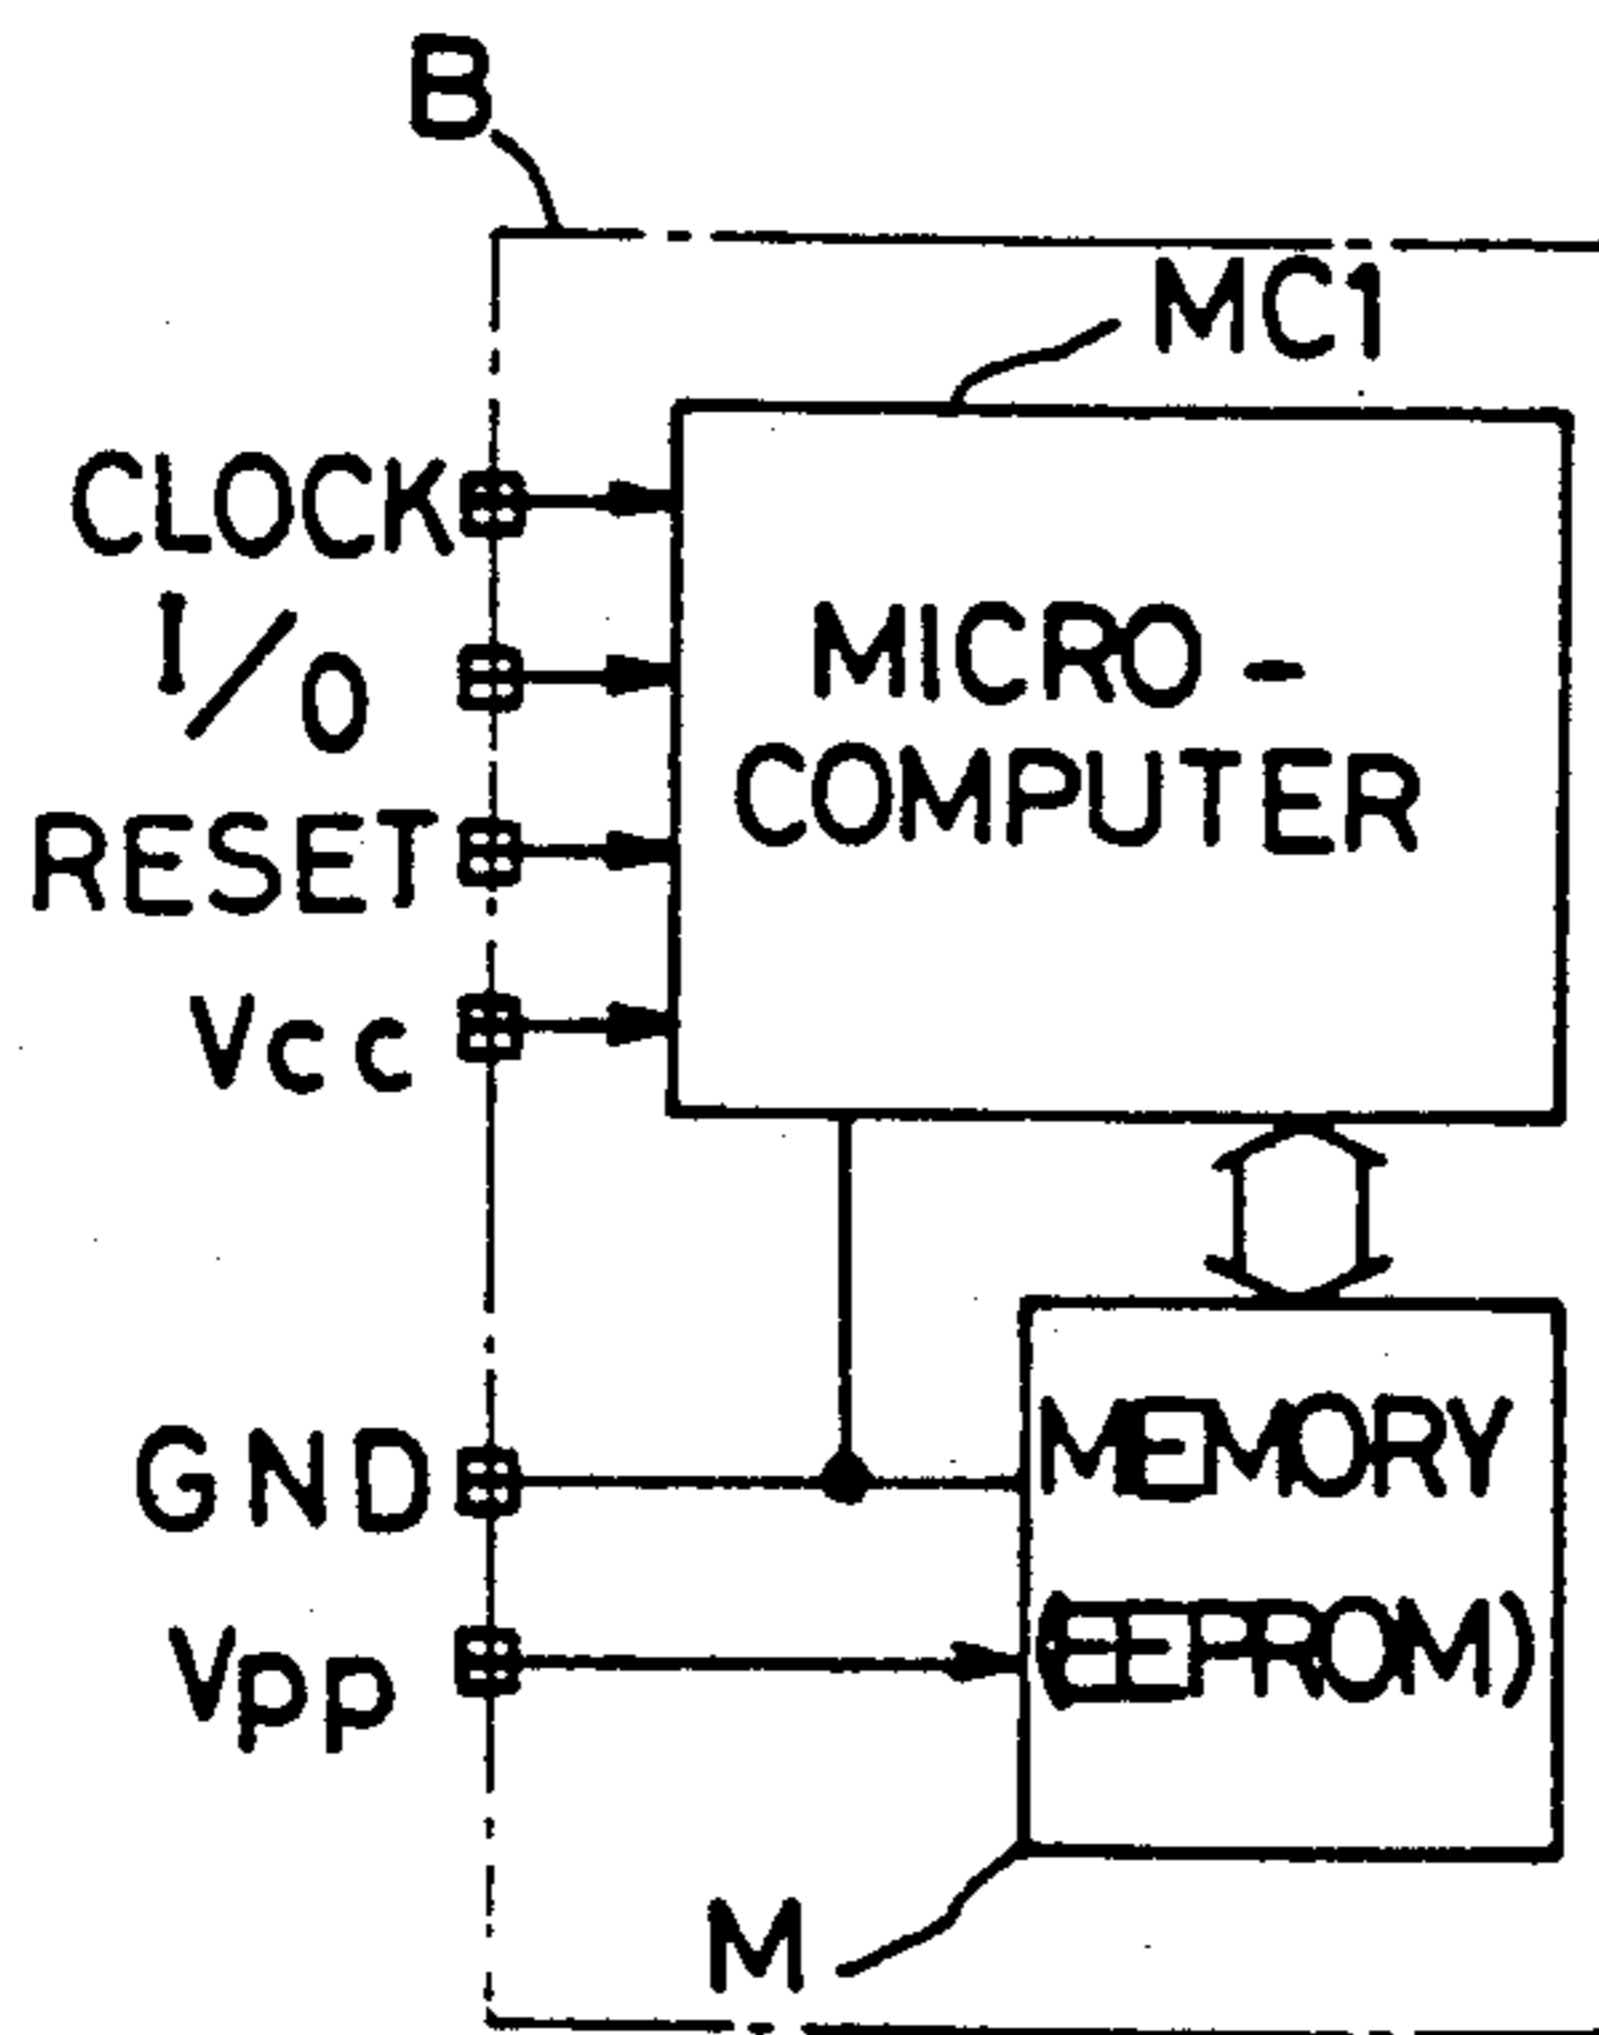 B
MC1
CLOCK
I/O
RESET
Vcc
MICRO-
COMPUTER
GND
Vpp
MEMORY
(EEPROM)
M